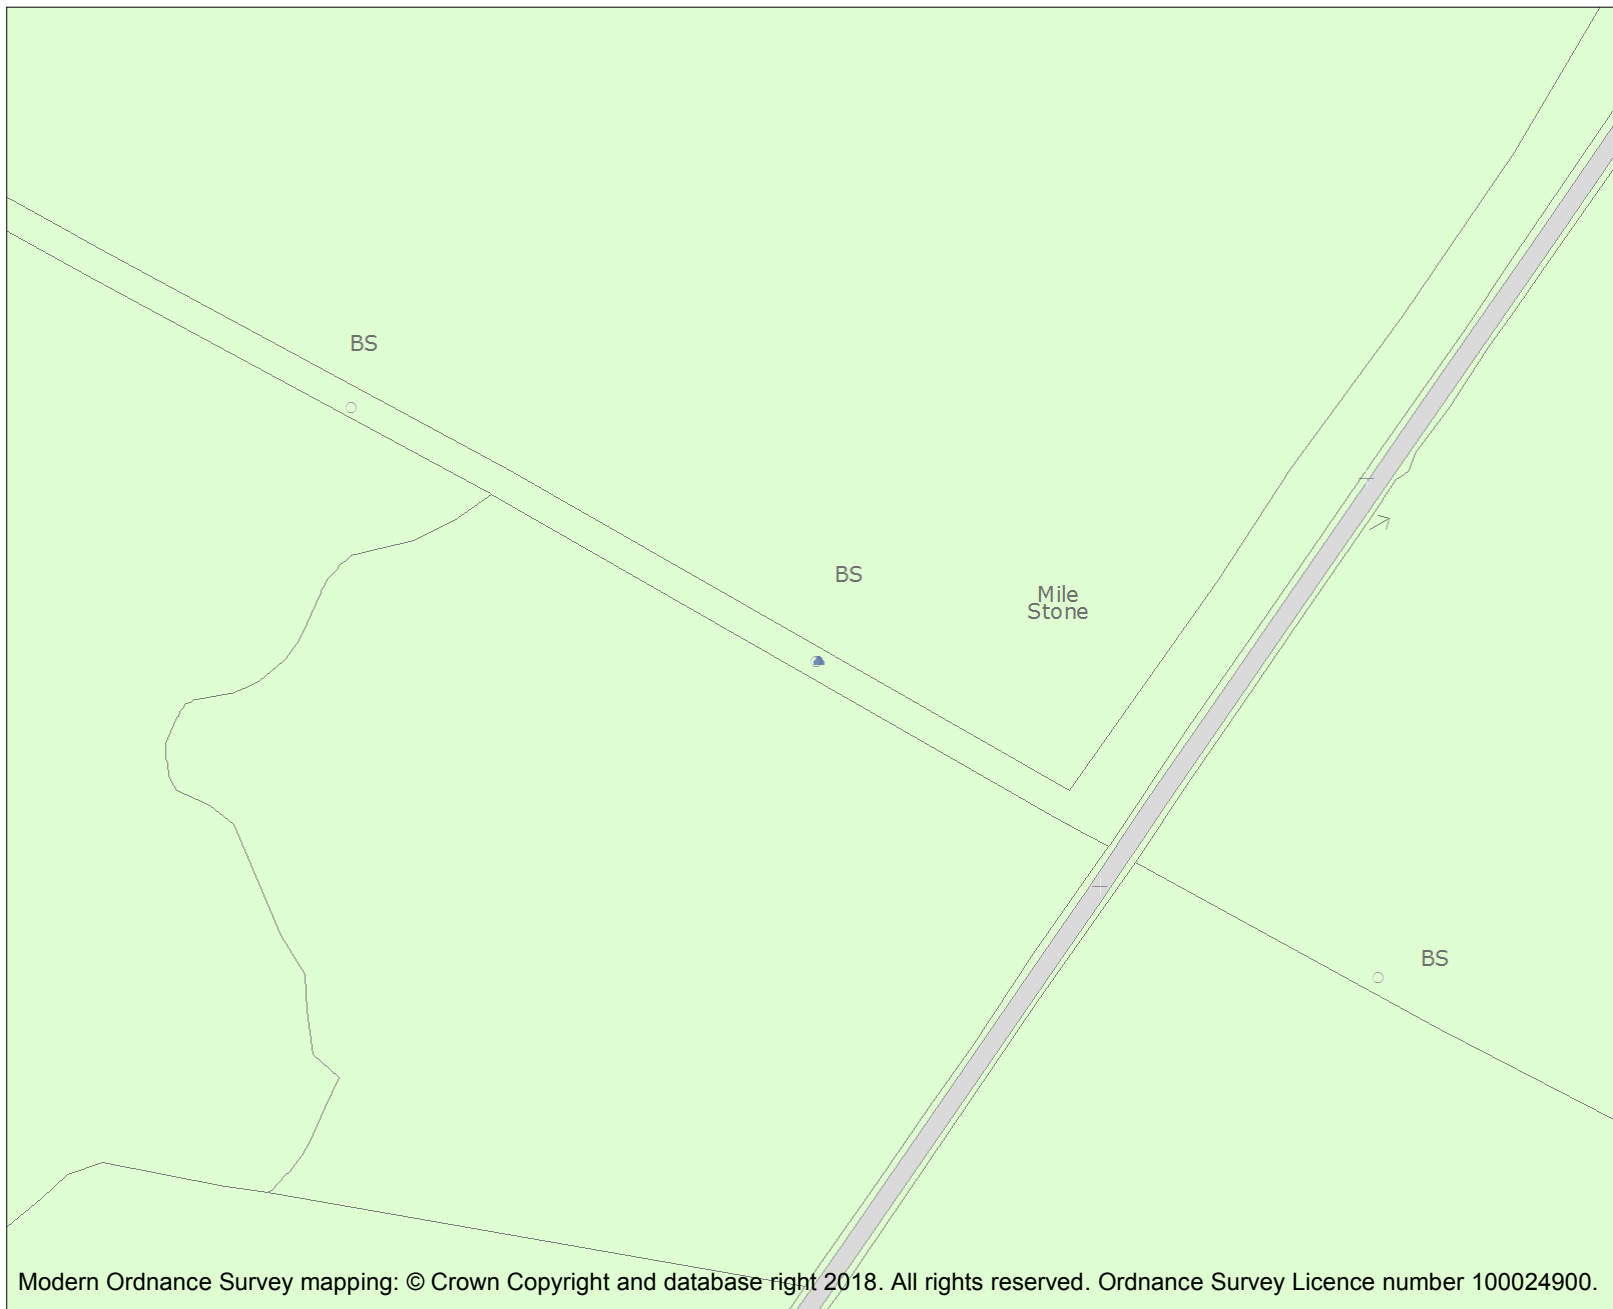 BS
BS
Mile
Stone
BS
Modern Ordnance Survey mapping: © Crown Copyright and database right 2018. All rights reserved. Ordnance Survey Licence number 100024900.